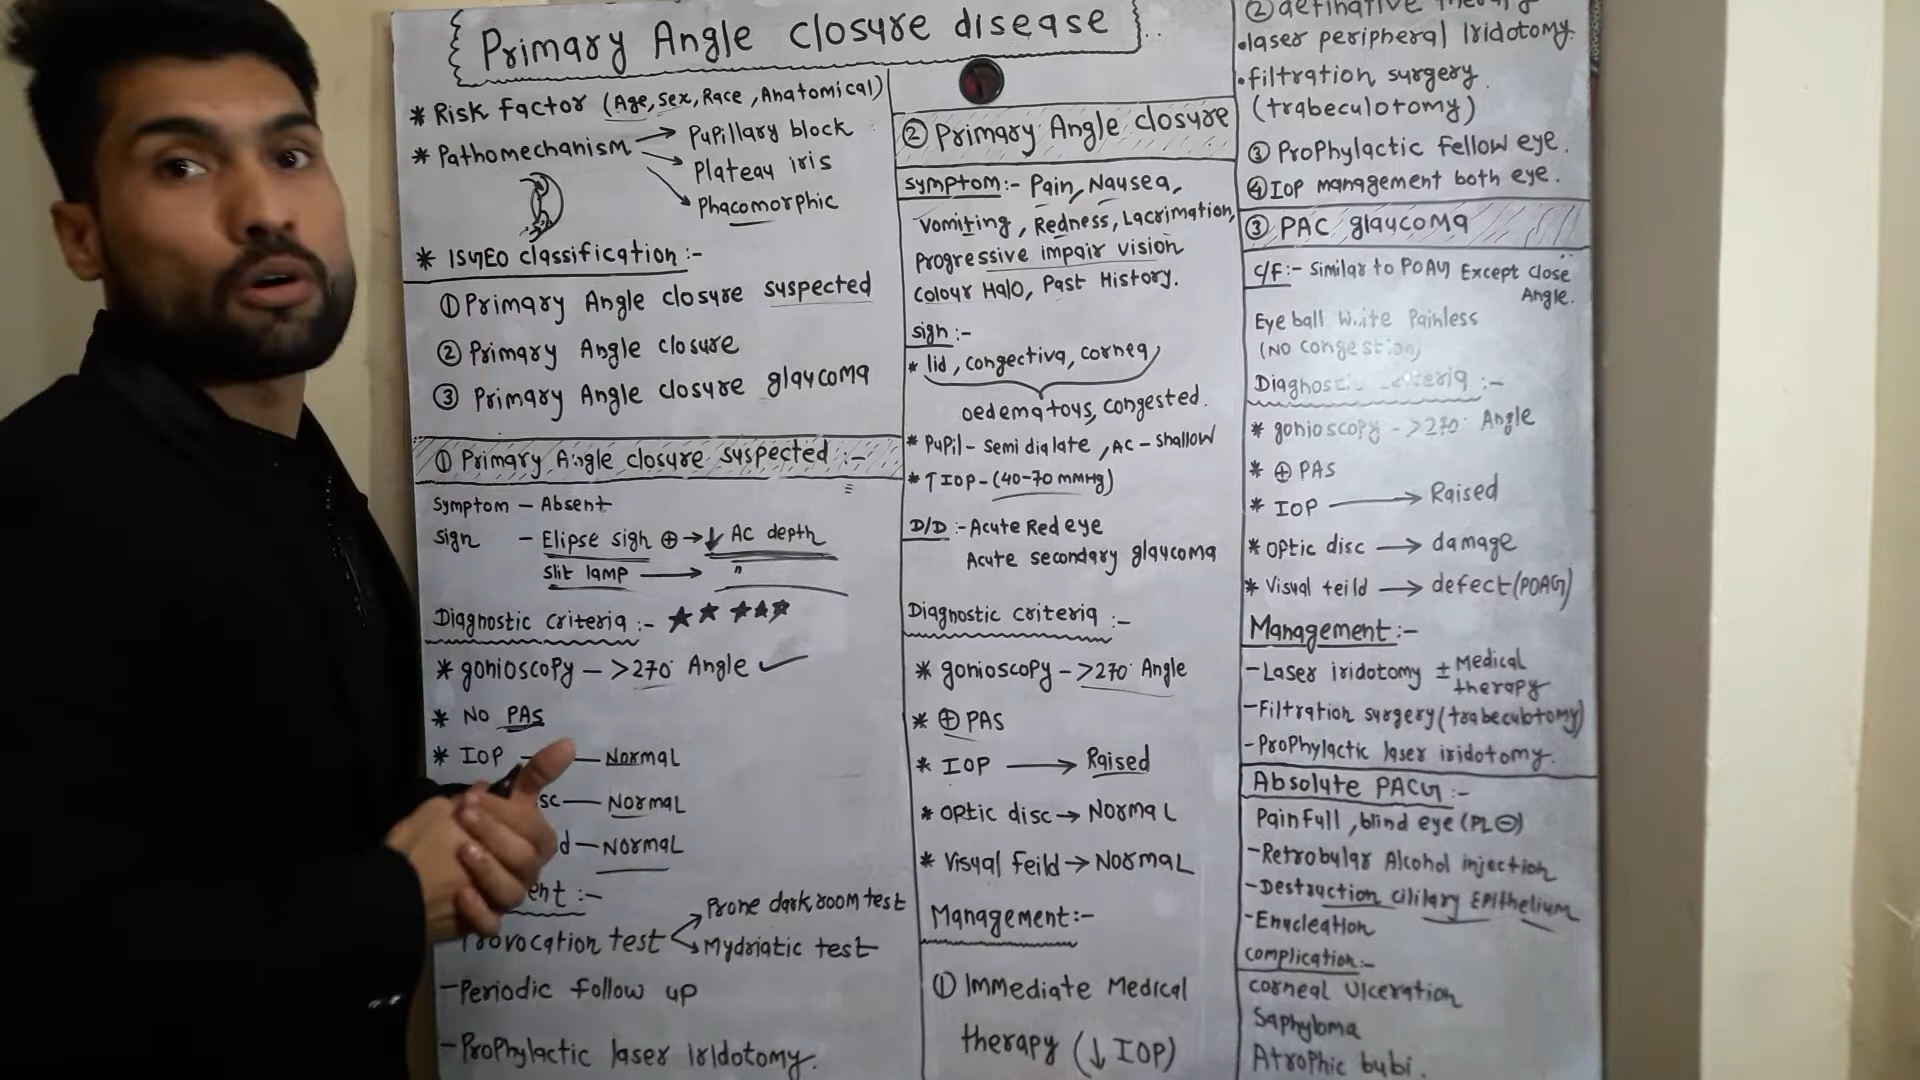 Primary Angle closure disease
* Risk factor (Age, Sex, Race, Anatomical)
* Pathomechanism → Pupillary block
→ Plateau iris
→ Phacomorphic
* ISGEO classification :-
① Primary Angle closure suspected
② Primary Angle closure
③ Primary Angle closure glaucoma
① Primary Angle closure suspected :-
Symptom - Absent
Sign - Elipse sigh ⊕ → ↓ AC depth
Slit lamp → "
Diagnostic criteria :- ★★ ★★★
* gonioscopy - >270° Angle ✓
* NO PAS
* IOP - Normal
sc - Normal
d - Normal
ent :-
Provocation test → Prone dark room test
→ Mydriatic test
- Periodic follow up
- Prophylactic laser iridotomy.
② Primary Angle closure
Symptom :- Pain, Nausea,
vomiting, Redness, Lacrimation,
Progressive impair vision
Colour Halo, Past History.
Sign :-
* lid, congectiva, cornea
oedematous, congested.
* Pupil - semi dialate, AC - shallow
* ↑ IOP - (40-70 mmHg)
D/D :- Acute Red eye
Acute secondary glaucoma
Diagnostic criteria :-
* gonioscopy - >270° Angle
* ⊕ PAS
* IOP → Raised
* optic disc → Normal
* Visual feild → Normal
Management :-
① Immediate Medical
therapy (↓ IOP)
② definative
• laser peripheral Iridotomy.
• filtration surgery.
(trabeculotomy)
③ Prophylactic fellow eye.
④ IOP management both eye.
③ PAC glaucoma
C/F :- Similar to POAG Except close
Angle.
Eye ball White Painless
(No congestion)
Diagnostic criteria :-
* gonioscopy - >270° Angle
* ⊕ PAS
* IOP → Raised
* optic disc → damage
* Visual feild → defect (POAG)
Management :-
- Laser iridotomy ± Medical
therapy
- Filtration surgery (trabeculotomy)
- Prophylactic laser iridotomy.
Absolute PACG :-
Painfull, blind eye (PL ⊖)
- Retrobular Alcohol injection
- Destruction cililary Epithelium
- Enucleation
complication :-
corneal Ulceration
Saphyloma
Atrophic bubi.